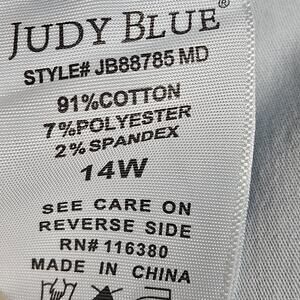 JUDY BLUE®
STYLE# JB88785 MD
91%COTTON
7%POLYESTER
2%SPANDEX
14W
SEE CARE ON
REVERSE SIDE
RN# 116380
MADE IN CHINA